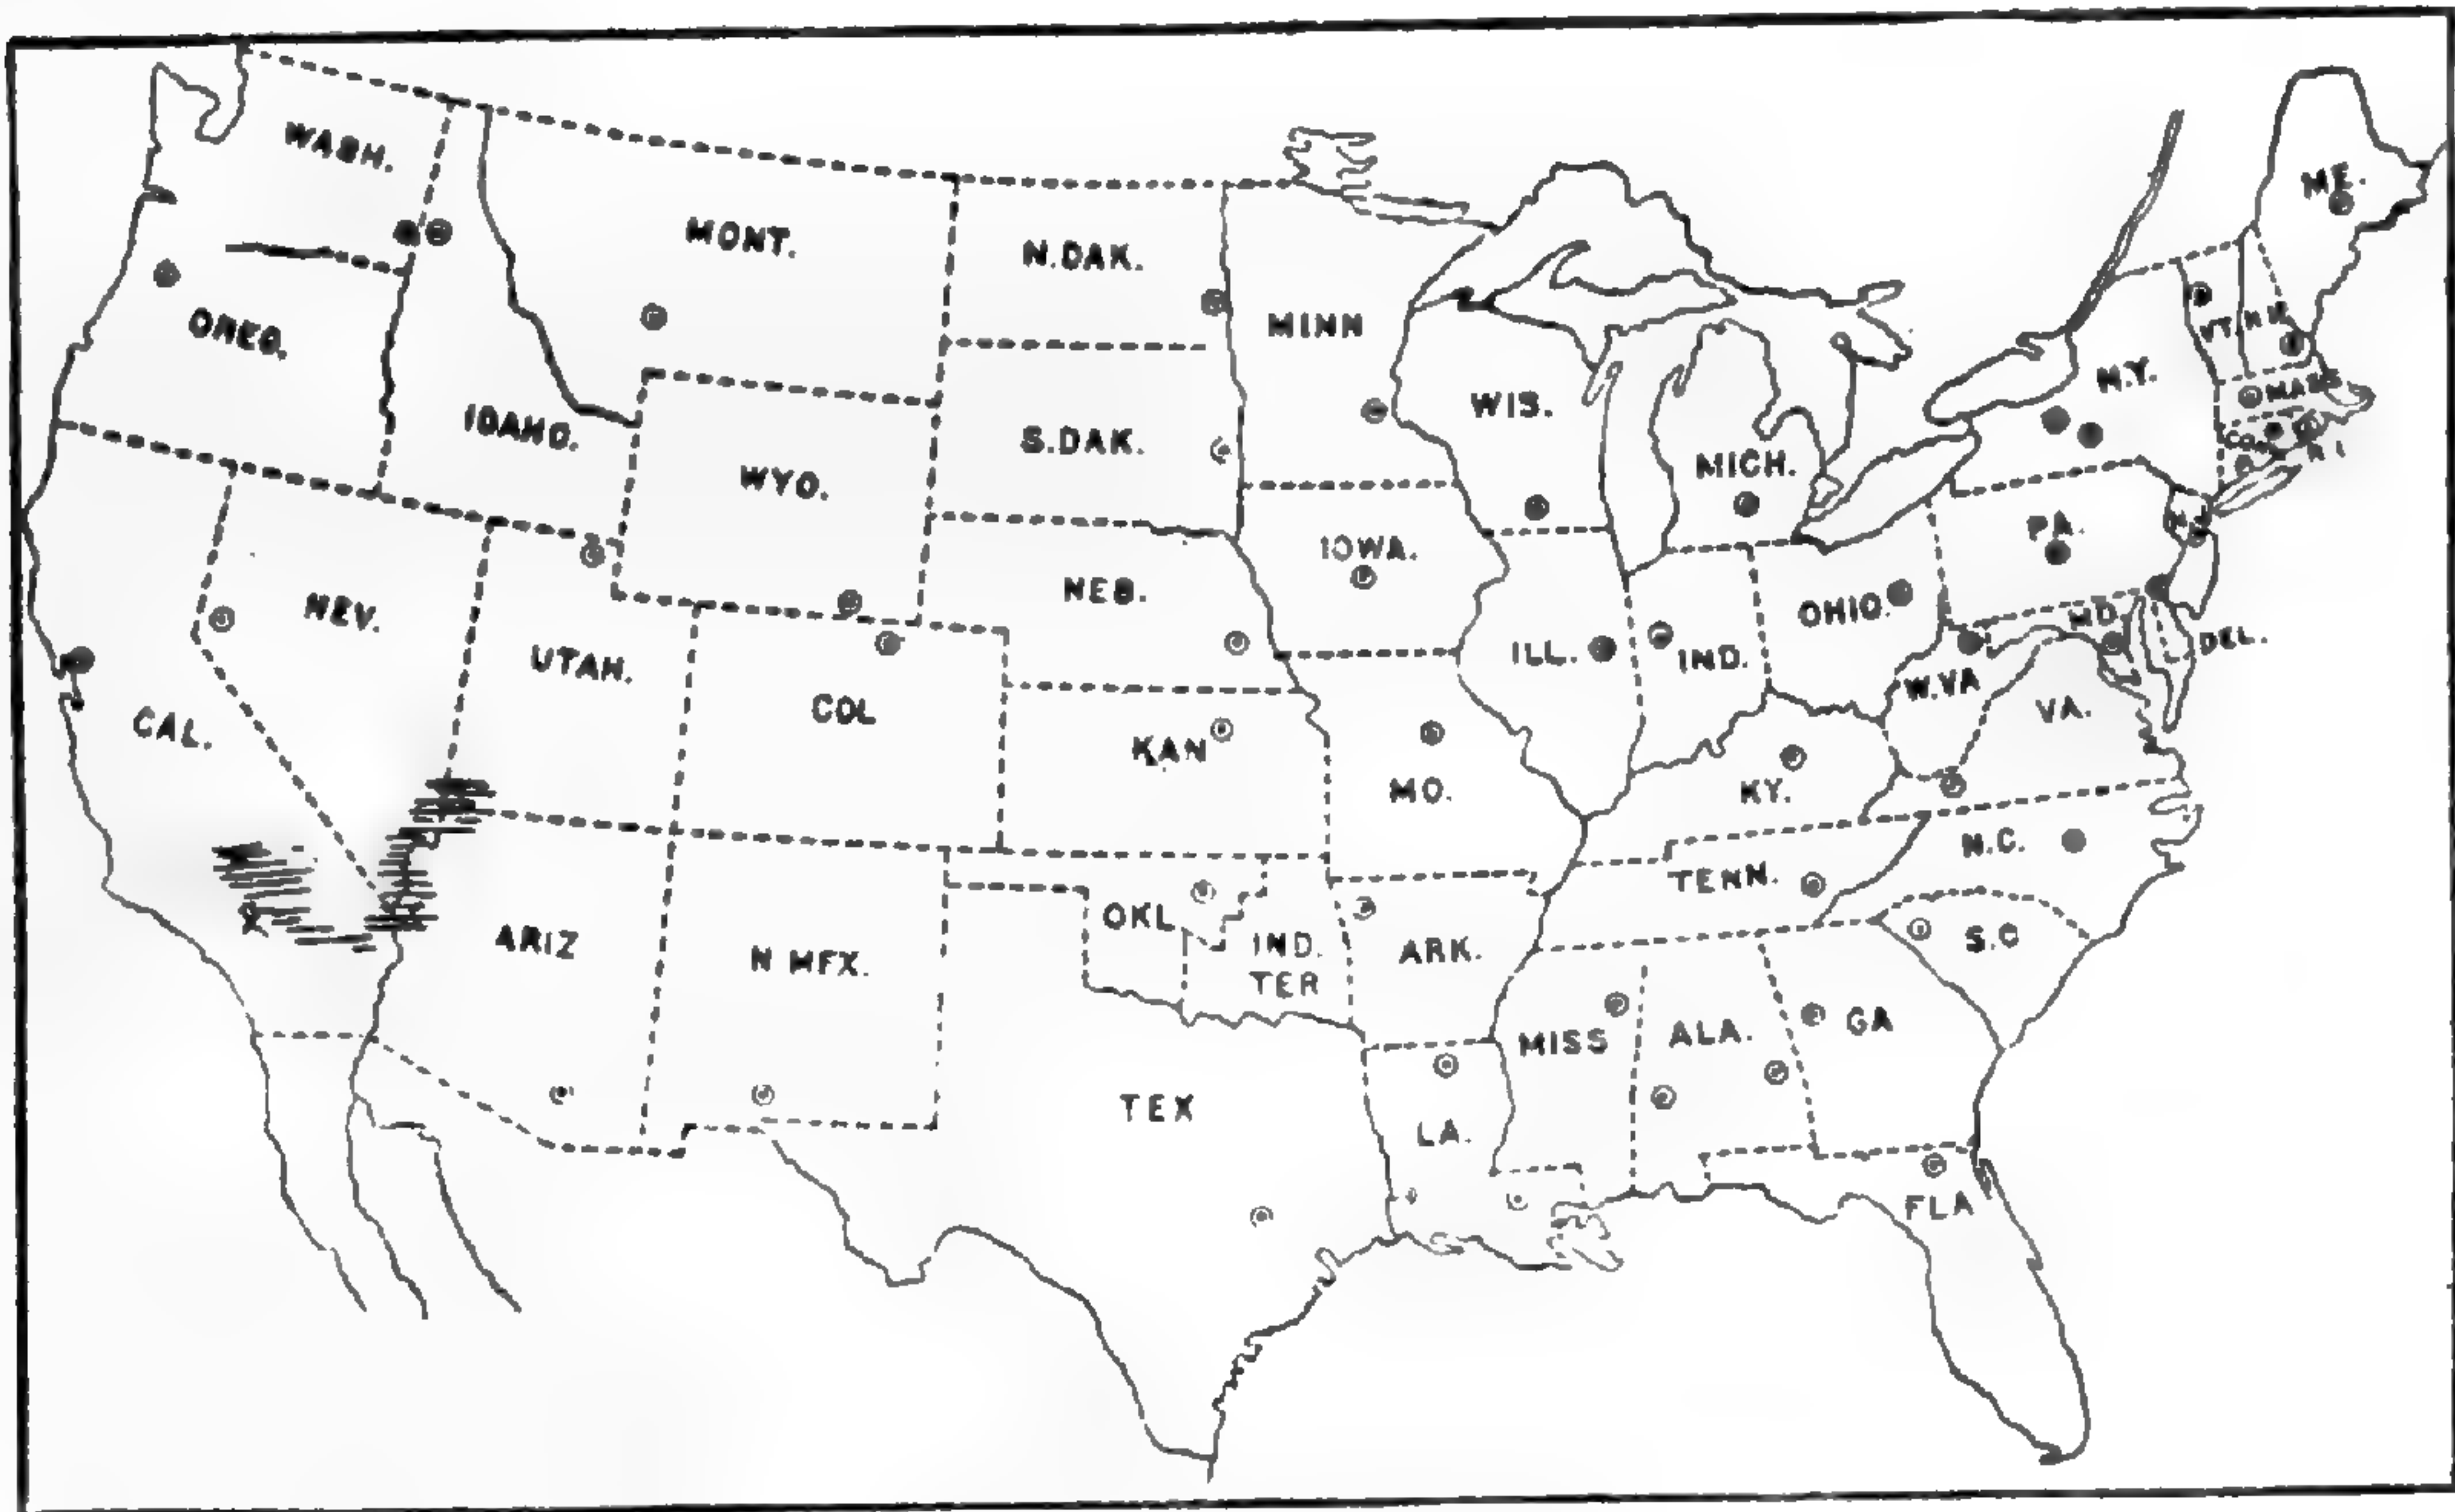 WASH.
MONT.
N.DAK.
MINN
ME.
OREG.
VT.
N.H.
N.Y.
MASS
IDAHO.
S.DAK.
WIS.
MICH.
R I
WYO.
PA.
IOWA.
N.J.
NEV.
NEB.
OHIO.
MD.
DEL.
UTAH.
ILL.
IND.
W.VA
VA.
CAL.
COL
KAN
MO.
KY.
N.C.
TENN.
X
ARIZ
N MEX.
OKL
IND.
TER
ARK.
S.C
MISS
ALA.
GA
TEX
LA.
FLA